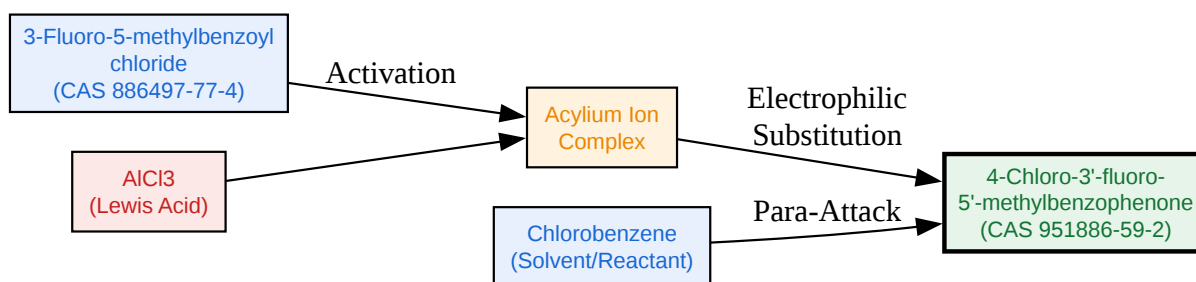 3-Fluoro-5-methylbenzoyl
chloride
(CAS 886497-77-4)
Activation
AlCl3
(Lewis Acid)
Acylium Ion
Complex
Electrophilic
Substitution
Chlorobenzene
(Solvent/Reactant)
Para-Attack
4-Chloro-3'-fluoro-
5'-methylbenzophenone
(CAS 951886-59-2)